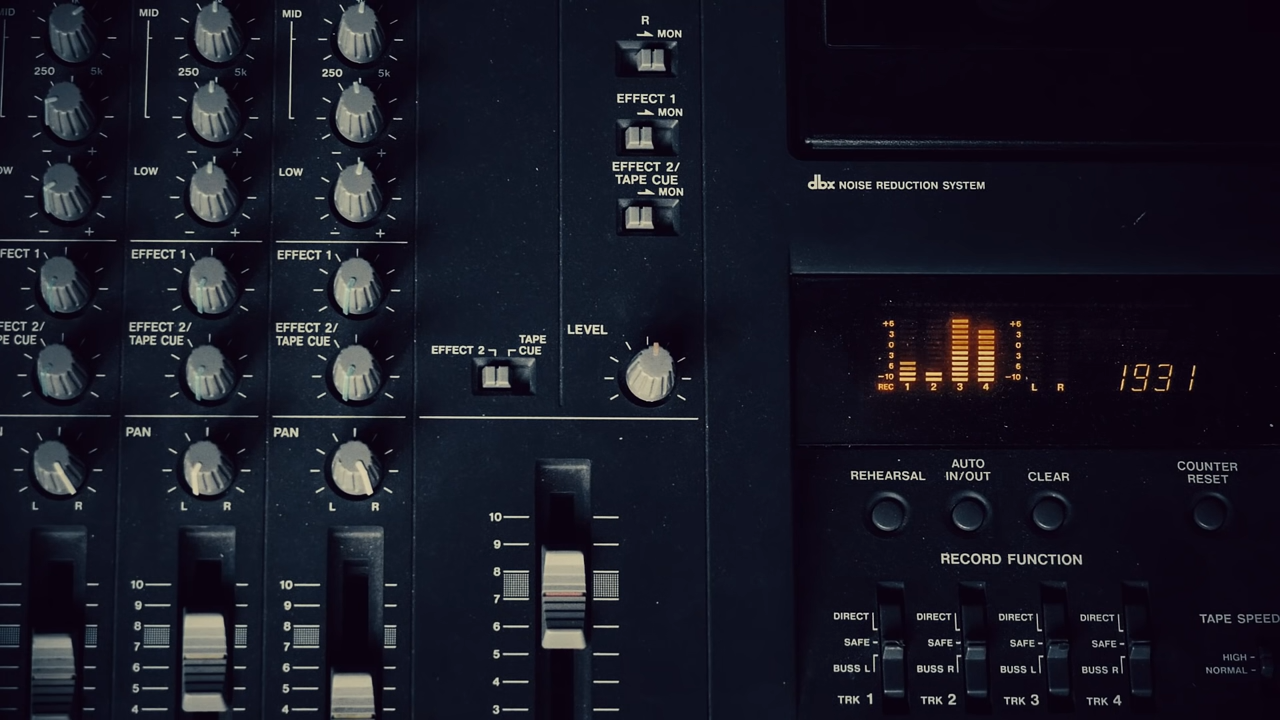 MID
MID
MID
250 5k
250 5k
250 5k
- +
- +
- +
OW
LOW
LOW
- +
- +
- +
FFECT 1
EFFECT 1
EFFECT 1
FFECT 2/
PE CUE
EFFECT 2/
TAPE CUE
EFFECT 2/
TAPE CUE
N
PAN
PAN
L R
L R
L R
10
9
8
7
6
5
4
10
9
8
7
6
5
4
R
MON
EFFECT 1
MON
EFFECT 2/
TAPE CUE
MON
LEVEL
EFFECT 2
TAPE
CUE
10
9
8
7
6
5
4
3
dbx NOISE REDUCTION SYSTEM
+6
3
0
3
6
-10
REC 1 2 3 4
+6
3
0
3
6
-10
L R
1931
REHEARSAL
AUTO
IN/OUT
CLEAR
COUNTER
RESET
RECORD FUNCTION
DIRECT
SAFE
BUSS L
TRK 1
DIRECT
SAFE
BUSS R
TRK 2
DIRECT
SAFE
BUSS L
TRK 3
DIRECT
SAFE
BUSS R
TRK 4
TAPE SPEED
HIGH
NORMAL